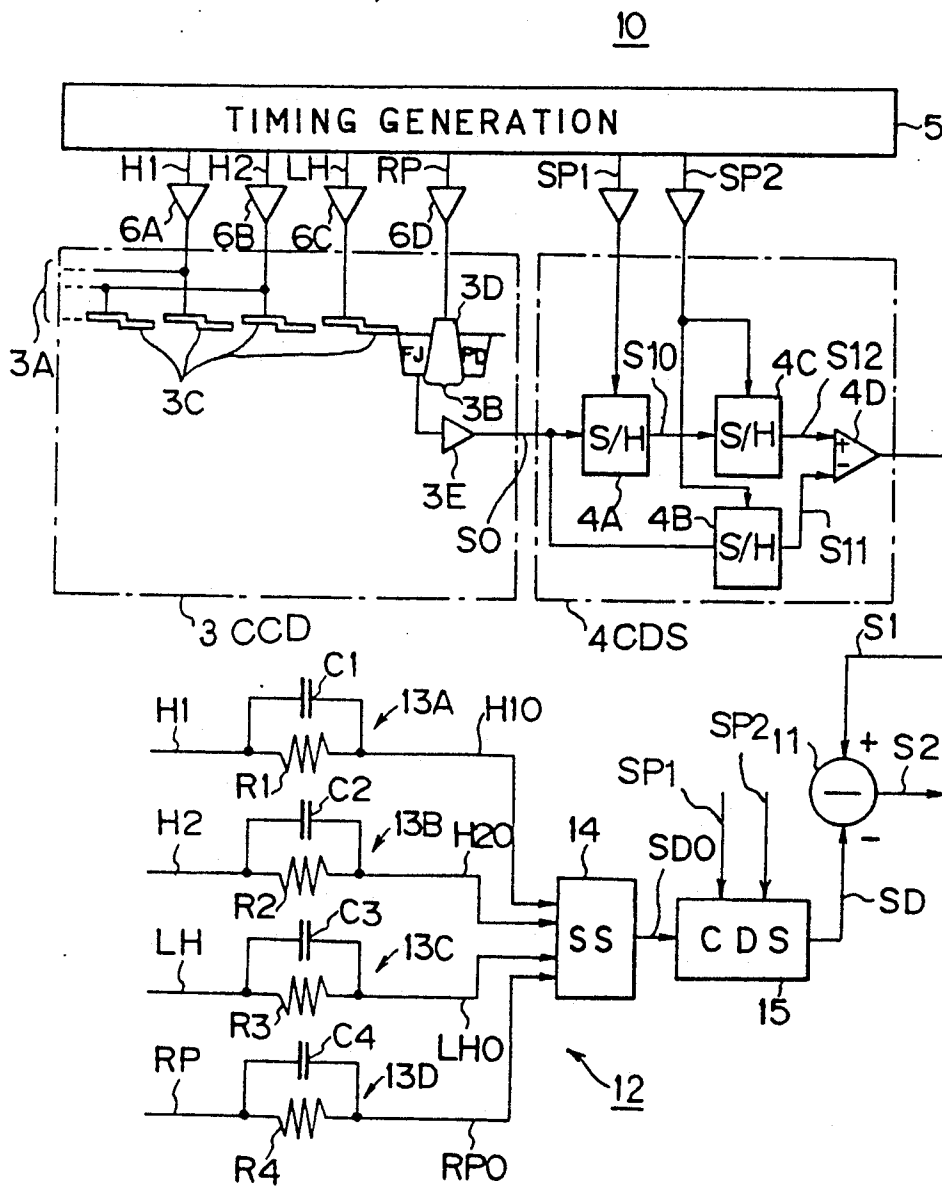 10
TIMING GENERATION
5
H1 H2 LH RP SP1 SP2
6A 6B 6C 6D
3A
3C
3D
FJ PD
3B
3E
S0
S10
4C S12
4D
S/H S/H
+
-
4A 4B
S/H
S11
3 CCD
4CDS
S1
C1
13A
H1
H10
R1
SP1
SP2
11
+
S2
-
-
C2
13B
H2
H20
R2
14
SD0
SD
SS
CDS
15
C3
13C
LH
R3
LH0
C4
13D
RP
12
R4
RP0